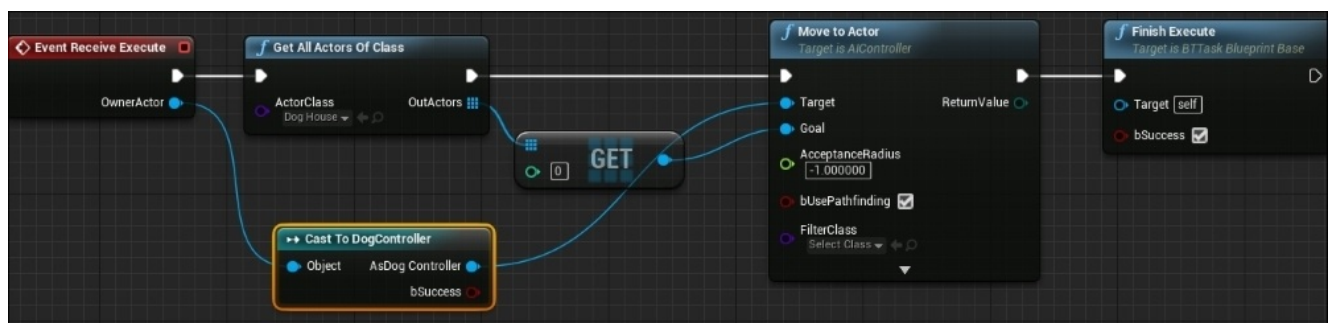 Event Receive Execute
OwnerActor
f Get All Actors Of Class
ActorClass
Dog House
OutActors
0
GET
Cast To DogController
Object
AsDog Controller
bSuccess
f Move to Actor
Target is AIController
Target
ReturnValue
Goal
AcceptanceRadius
-1.000000
bUsePathfinding
FilterClass
Select Class
f Finish Execute
Target is BTTask Blueprint Base
Target self
bSuccess